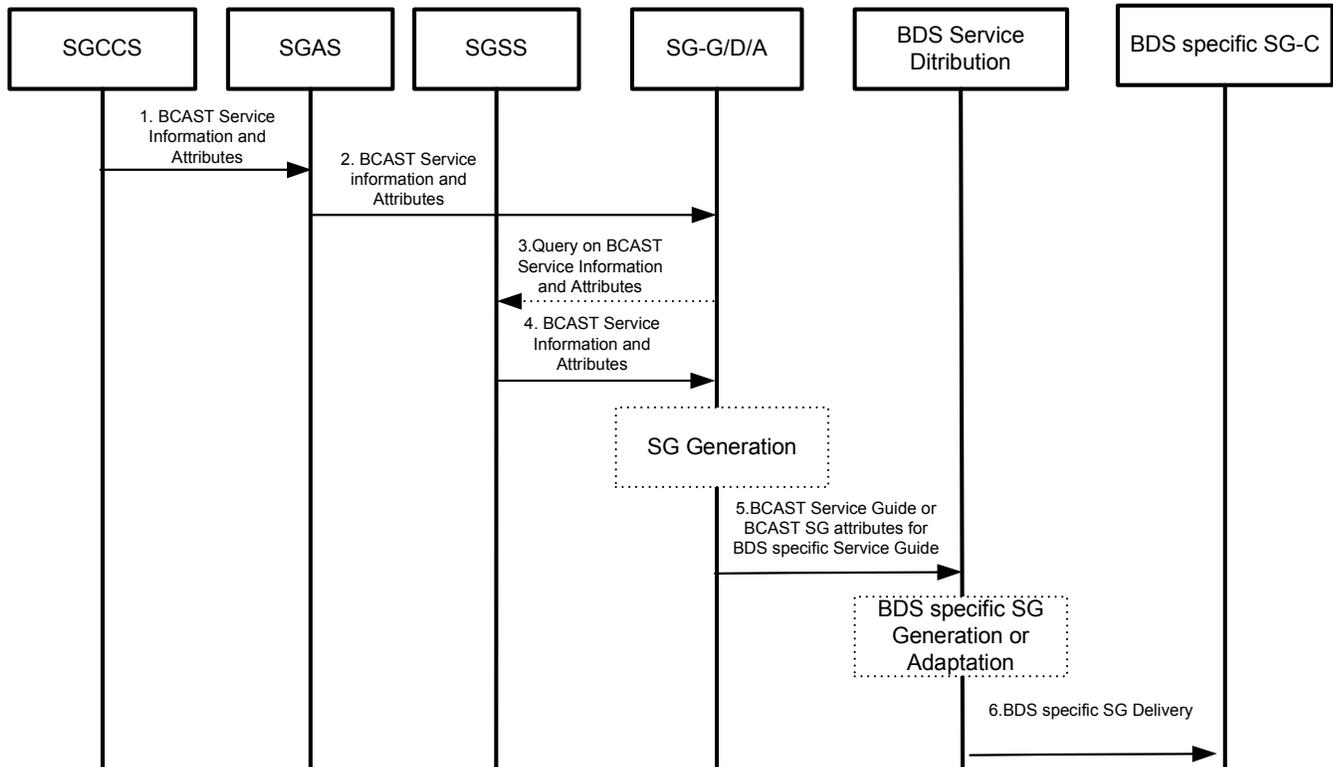 SGCCS
SGAS
SGSS
SG-G/D/A
BDS Service
Ditribution
BDS specific SG-C
1. BCAST Service
Information and
Attributes
2. BCAST Service
information and
Attributes
3.Query on BCAST
Service Information
and Attributes
4. BCAST Service
Information and
Attributes
SG Generation
5.BCAST Service Guide or
BCAST SG attributes for
BDS specific Service Guide
BDS specific SG
Generation or
Adaptation
6.BDS specific SG Delivery